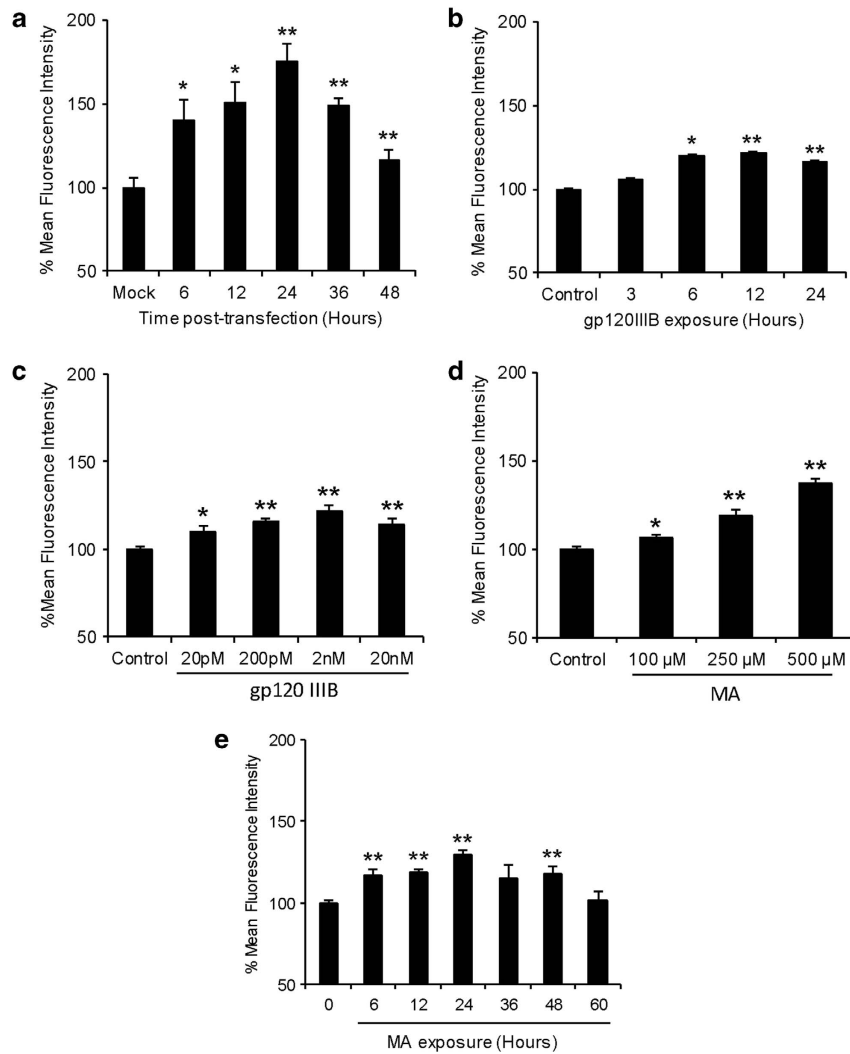 a
200
150
100
50
% Mean Fluorescence Intensity
* * ** ** **
Mock 6 12 24 36 48
Time post-transfection (Hours)
b
200
150
100
50
% Mean Fluorescence Intensity
* ** **
Control 3 6 12 24
gp120IIIB exposure (Hours)
c
200
150
100
50
%Mean Fluorescence Intensity
* ** ** **
Control 20pM 200pM 2nM 20nM
gp120 IIIB
d
200
150
100
50
% Mean Fluorescence Intensity
* ** **
Control 100 µM 250 µM 500 µM
MA
e
200
150
100
50
% Mean Fluorescence Intensity
** ** ** **
0 6 12 24 36 48 60
MA exposure (Hours)